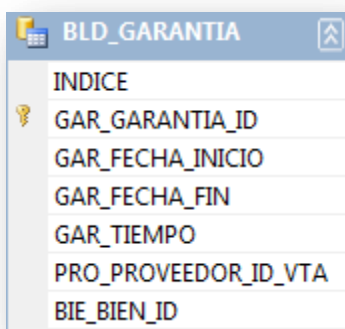 BLD_GARANTIA
INDICE
GAR_GARANTIA_ID
GAR_FECHA_INICIO
GAR_FECHA_FIN
GAR_TIEMPO
PRO_PROVEEDOR_ID_VTA
BIE_BIEN_ID